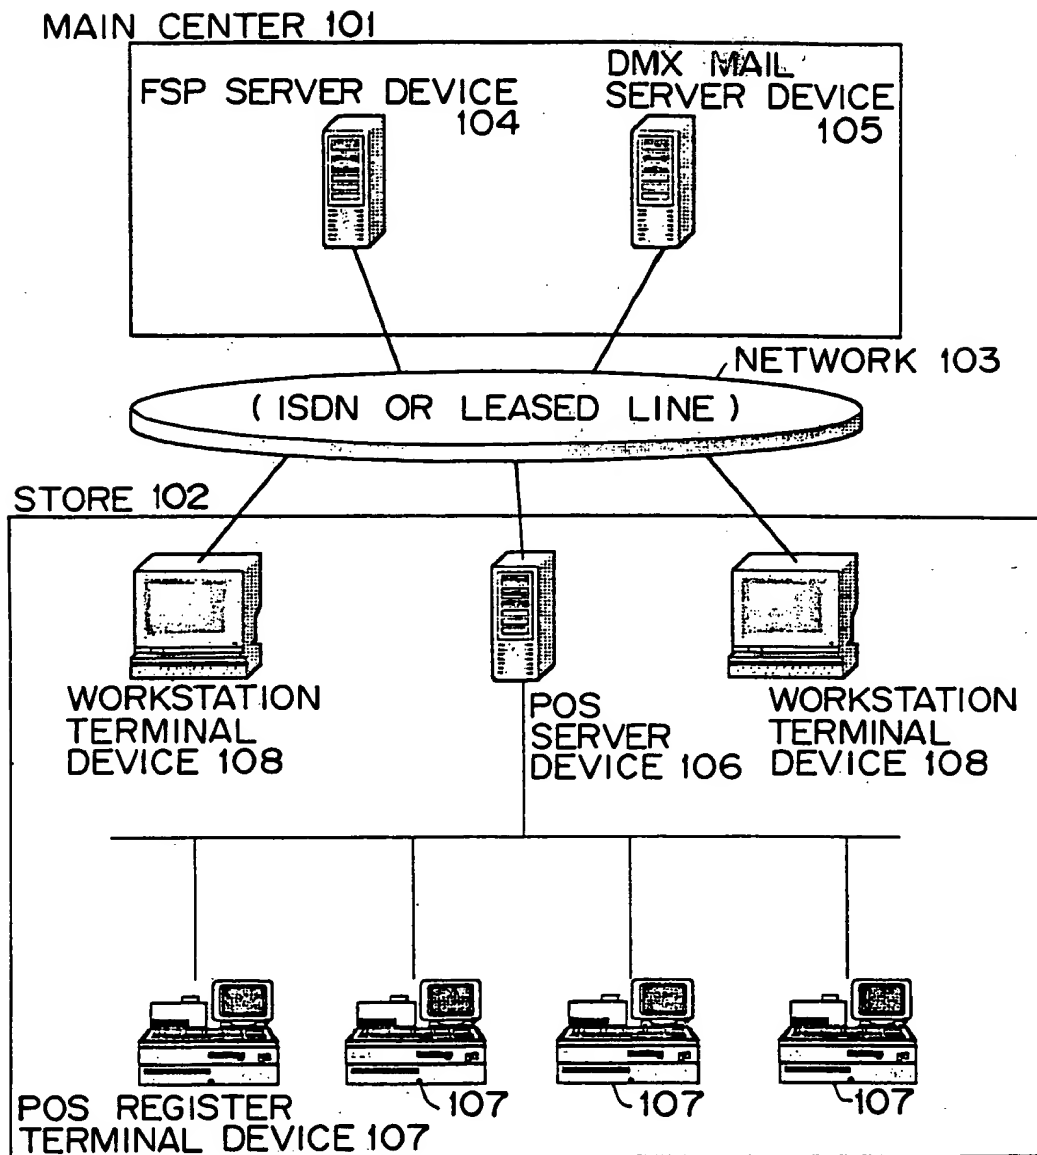 MAIN CENTER 101
FSP SERVER DEVICE
104
DMX MAIL
SERVER DEVICE
105
NETWORK 103
(ISDN OR LEASED LINE)
STORE 102
WORKSTATION
TERMINAL
DEVICE 108
POS
SERVER
DEVICE 106
WORKSTATION
TERMINAL
DEVICE 108
POS REGISTER
TERMINAL DEVICE 107
107
107
107